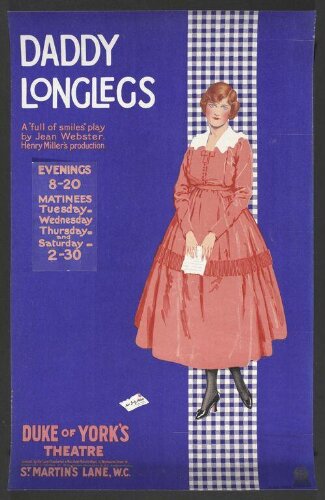 DADDY
LONGLEGS
A "full of smiles" play
by Jean Webster.
Henry Miller's production
EVENINGS
8-20
MATINEES
Tuesday-
Wednesday
Thursday-
and
Saturday-
2-30
DUKE OF YORK'S
THEATRE
ST MARTIN'S LANE, W.C.